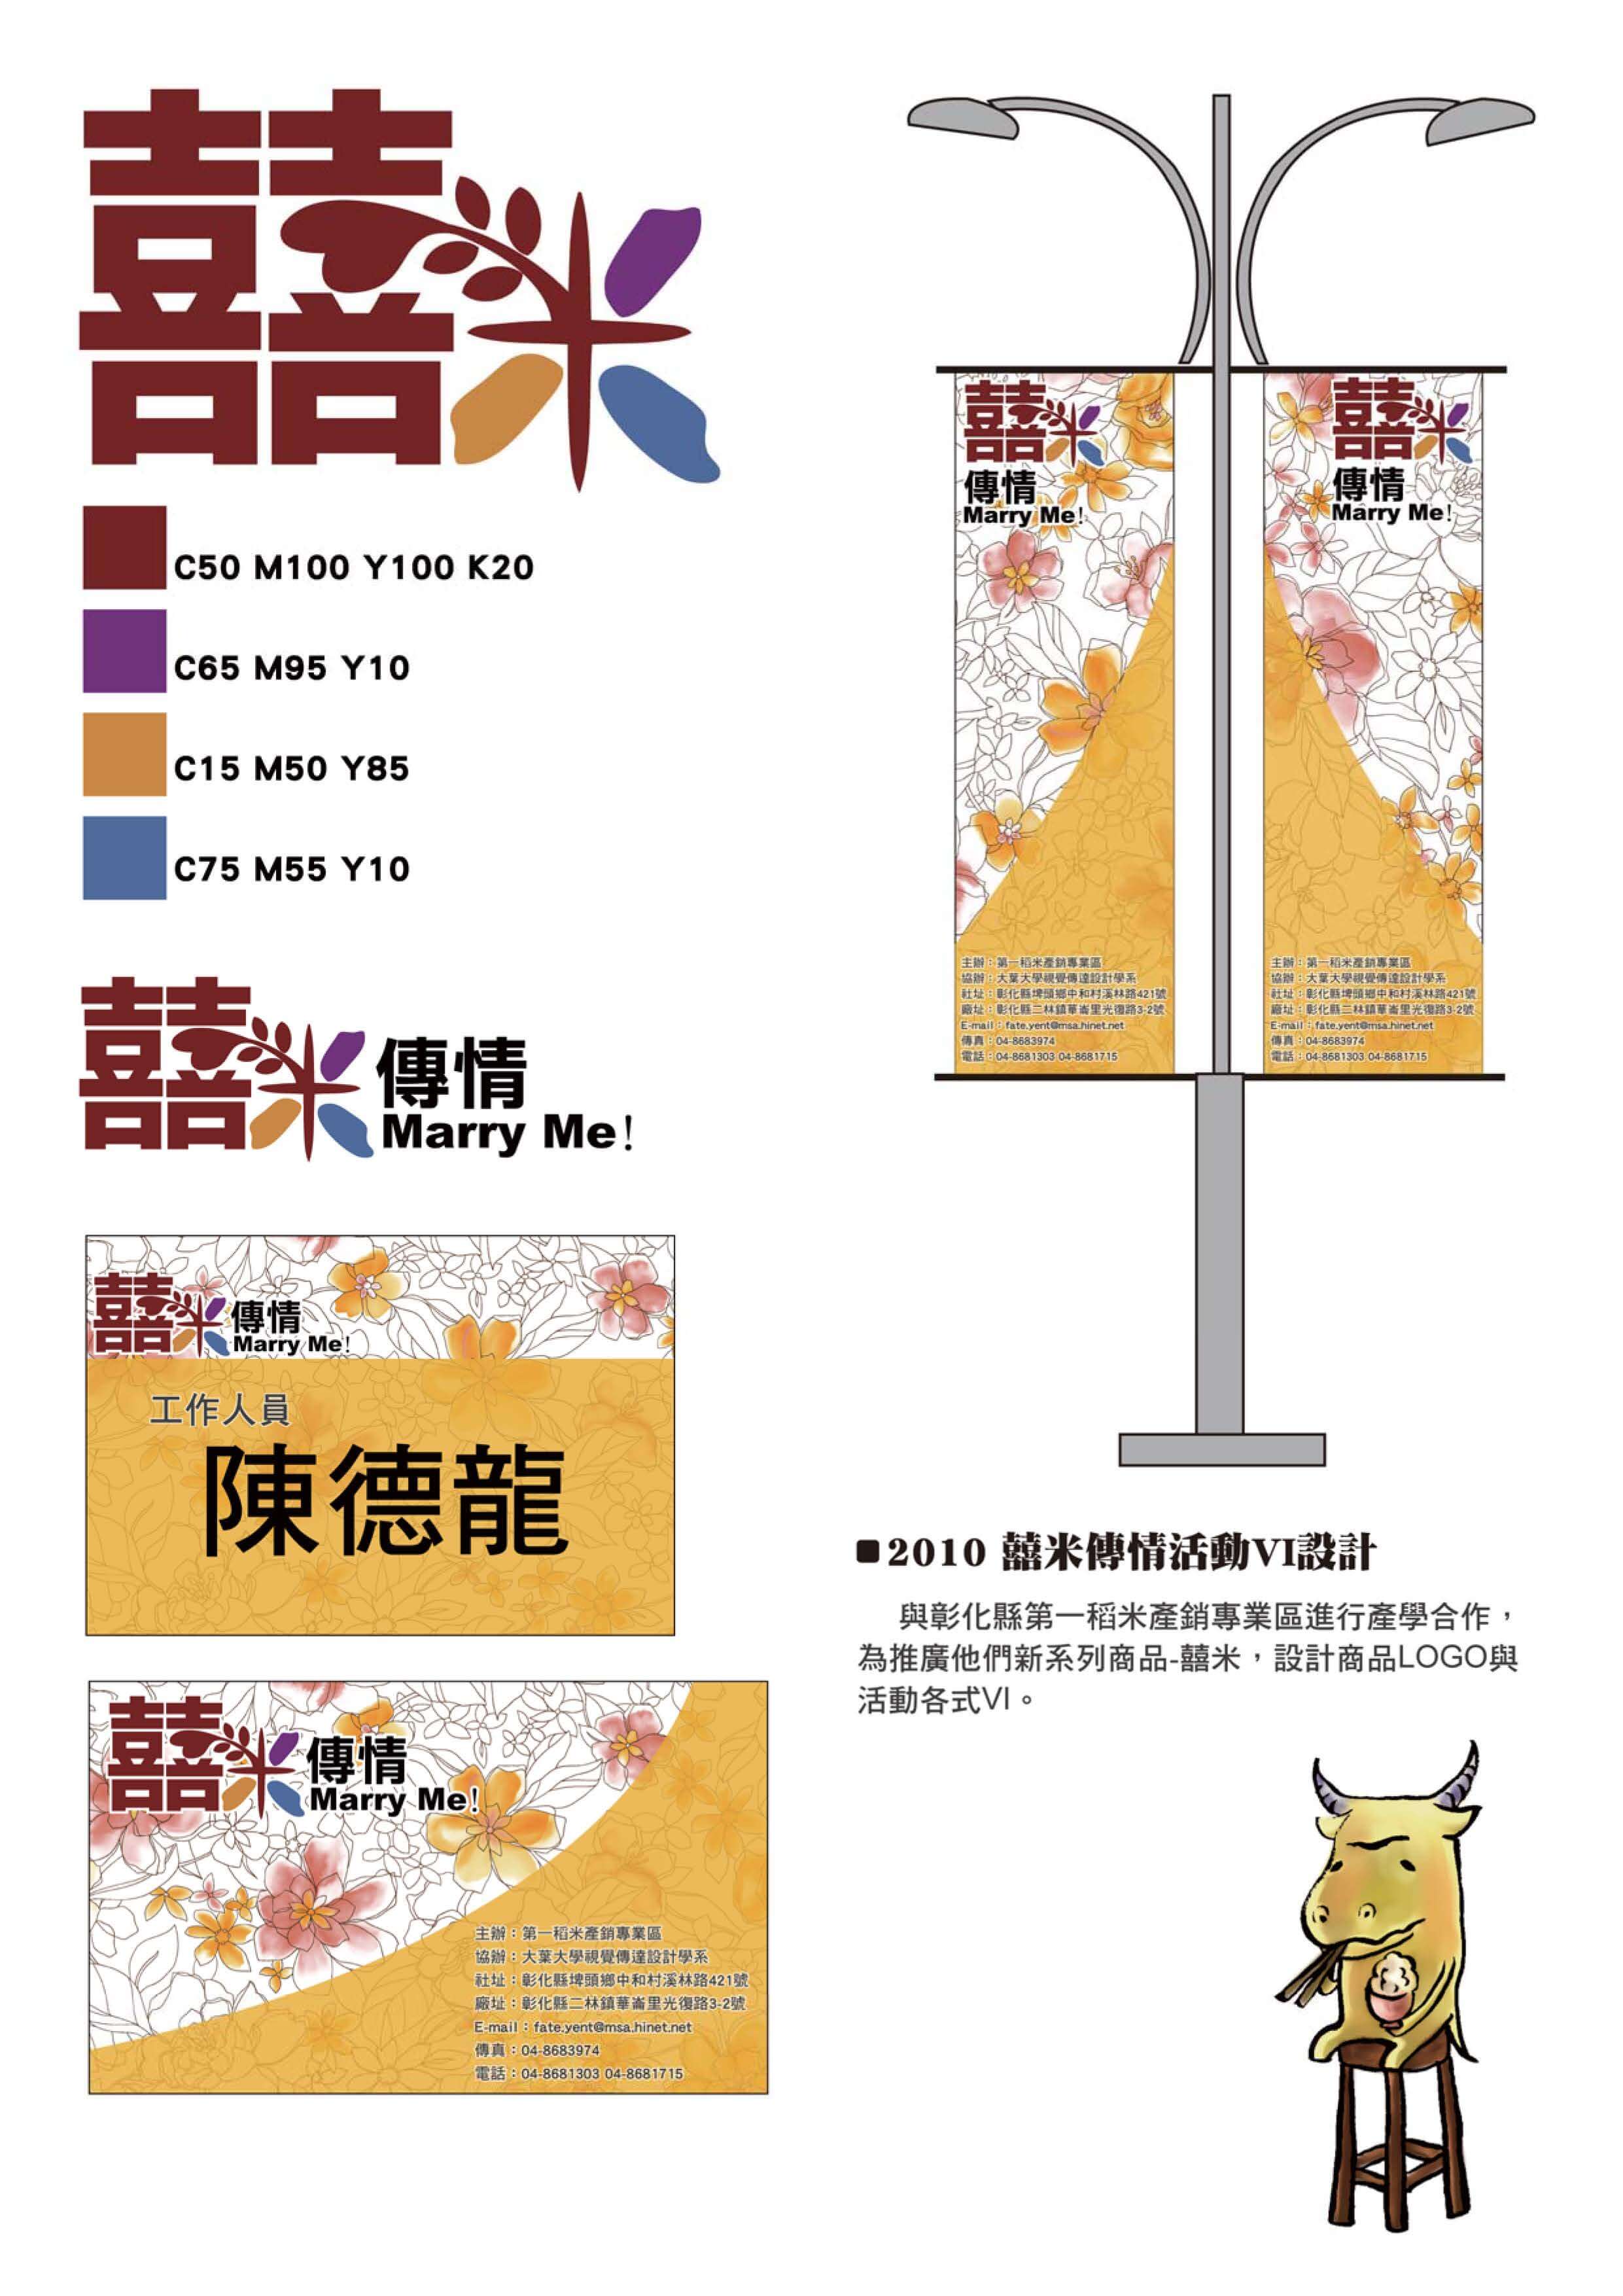 囍米
C50 M100 Y100 K20
C65 M95 Y10
C15 M50 Y85
C75 M55 Y10
囍米傳情
Marry Me!
囍米傳情
Marry Me!
工作人員
陳德龍
囍米傳情
Marry Me!
主辦：第一稻米產銷專業區
協辦：大葉大學視覺傳達設計學系
社址：彰化縣埤頭鄉中和村溪林路421號
廠址：彰化縣二林鎮華崙里光復路3-2號
E-mail：fate.yent@msa.hinet.net
傳真：04-8683974
電話：04-8681303 04-8681715
囍米
傳情
Marry Me!
主辦：第一稻米產銷專業區
協辦：大葉大學視覺傳達設計學系
社址：彰化縣埤頭鄉中和村溪林路421號
廠址：彰化縣二林鎮華崙里光復路3-2號
E-mail：fate.yent@msa.hinet.net
傳真：04-8683974
電話：04-8681303 04-8681715
囍米
傳情
Marry Me!
主辦：第一稻米產銷專業區
協辦：大葉大學視覺傳達設計學系
社址：彰化縣埤頭鄉中和村溪林路421號
廠址：彰化縣二林鎮華崙里光復路3-2號
E-mail：fate.yent@msa.hinet.net
傳真：04-8683974
電話：04-8681303 04-8681715
■2010 囍米傳情活動VI設計
與彰化縣第一稻米產銷專業區進行產學合作，
為推廣他們新系列商品-囍米，設計商品LOGO與
活動各式VI。